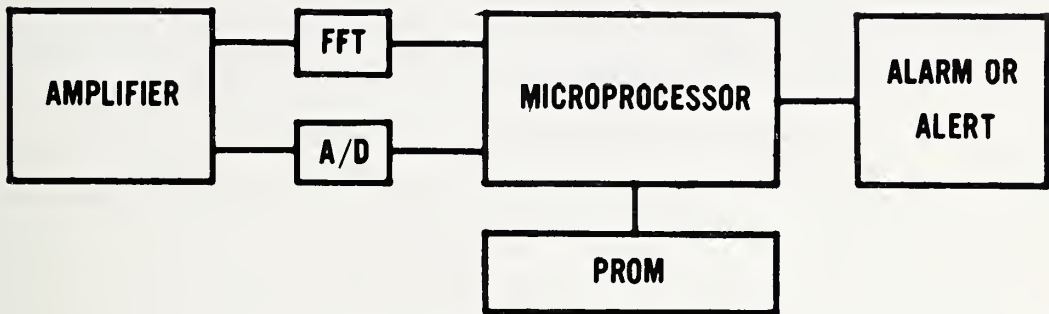 AMPLIFIER
FFT
A/D
MICROPROCESSOR
ALARM OR
ALERT
PROM